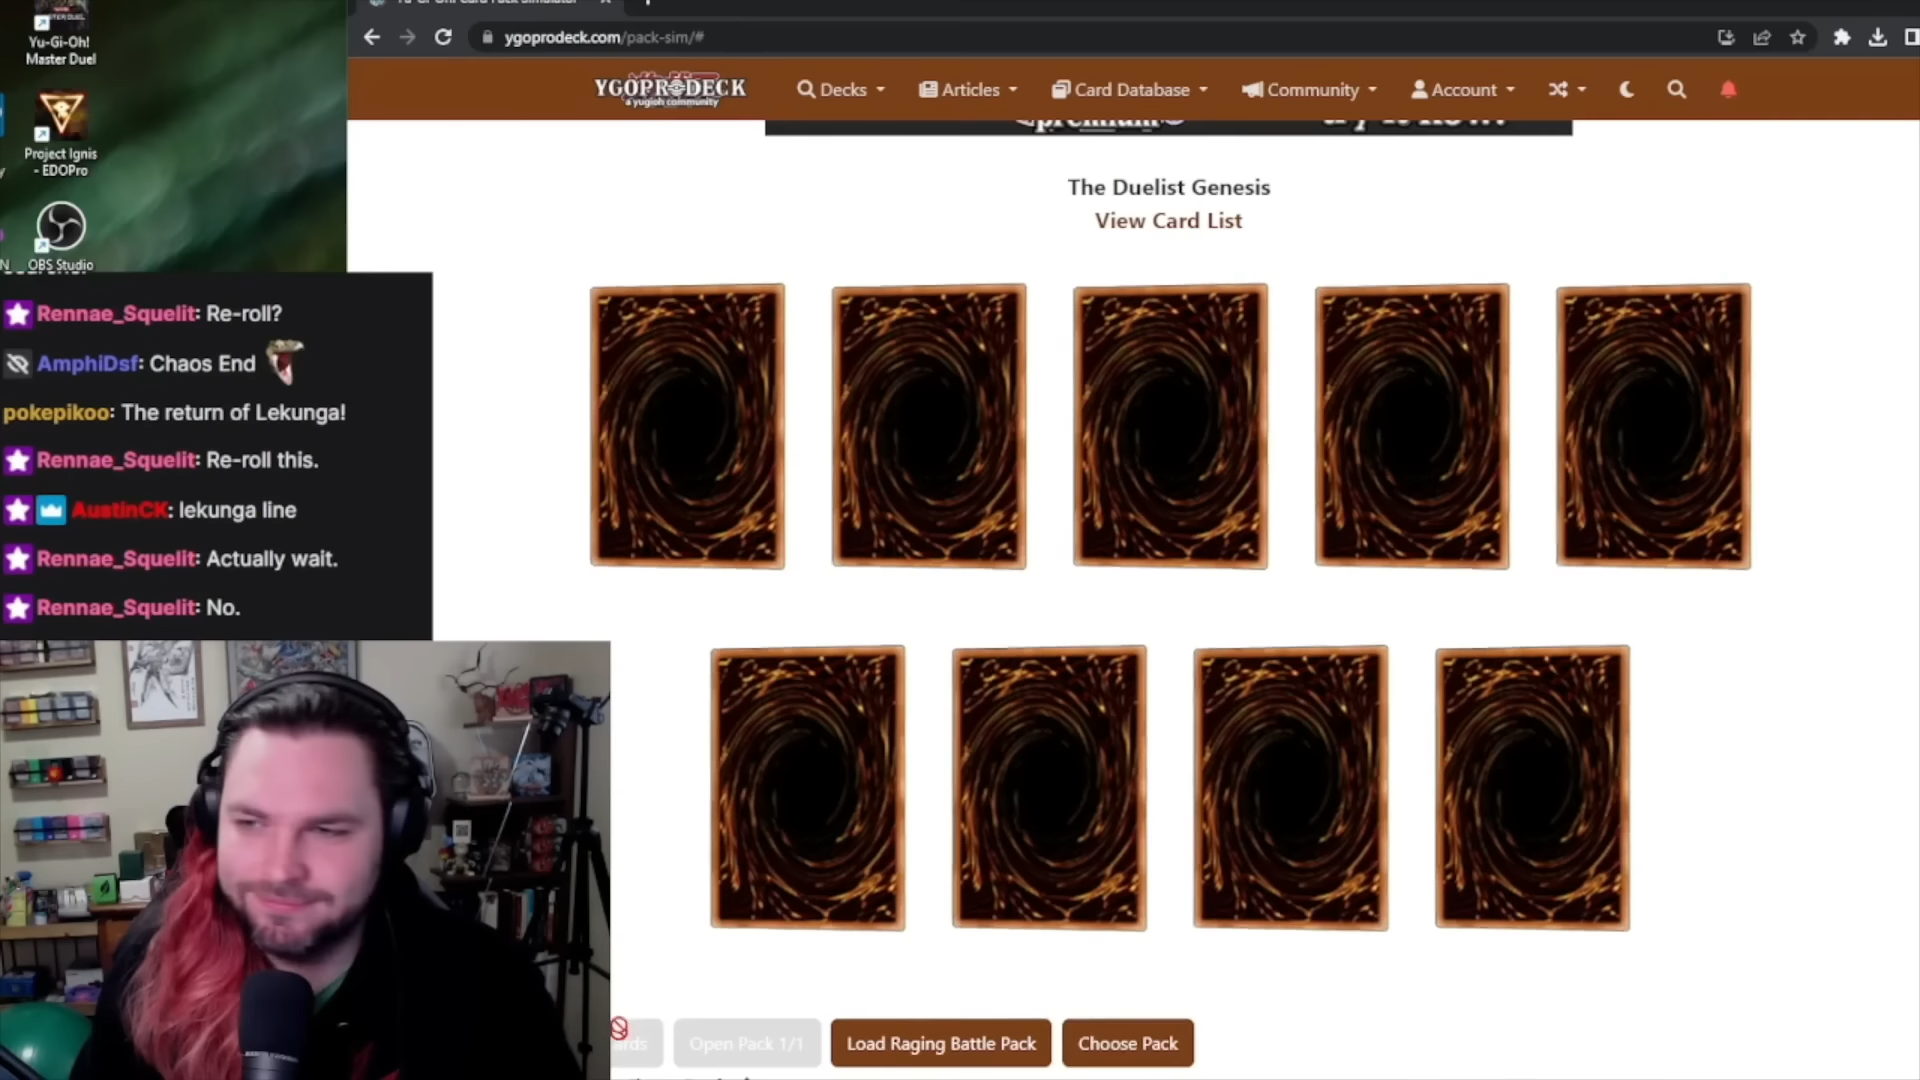 Yu-Gi-Oh!
Master Duel
Project Ignis
- EDOPro
OBS Studio
ygoprodeck.com/pack-sim/#
YGOPRODECK
a yugioh community
Decks
Articles
Card Database
Community
Account
premium
The Duelist Genesis
View Card List
Rennae_Squelit: Re-roll?
AmphiDsf: Chaos End
pokepikoo: The return of Lekunga!
Rennae_Squelit: Re-roll this.
AustinCK: lekunga line
Rennae_Squelit: Actually wait.
Rennae_Squelit: No.
Open Pack 1/1
Load Raging Battle Pack
Choose Pack